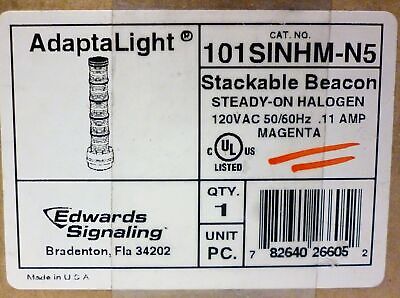 AdaptaLight®
CAT. NO.
101SINHM-N5
Stackable Beacon
STEADY-ON HALOGEN
120VAC 50/60Hz .11 AMP
MAGENTA
C UL US
LISTED
Edwards
Signaling
Bradenton, Fla 34202
QTY.
1
UNIT
PC.
7 82640 26605 2
Made in U.S.A